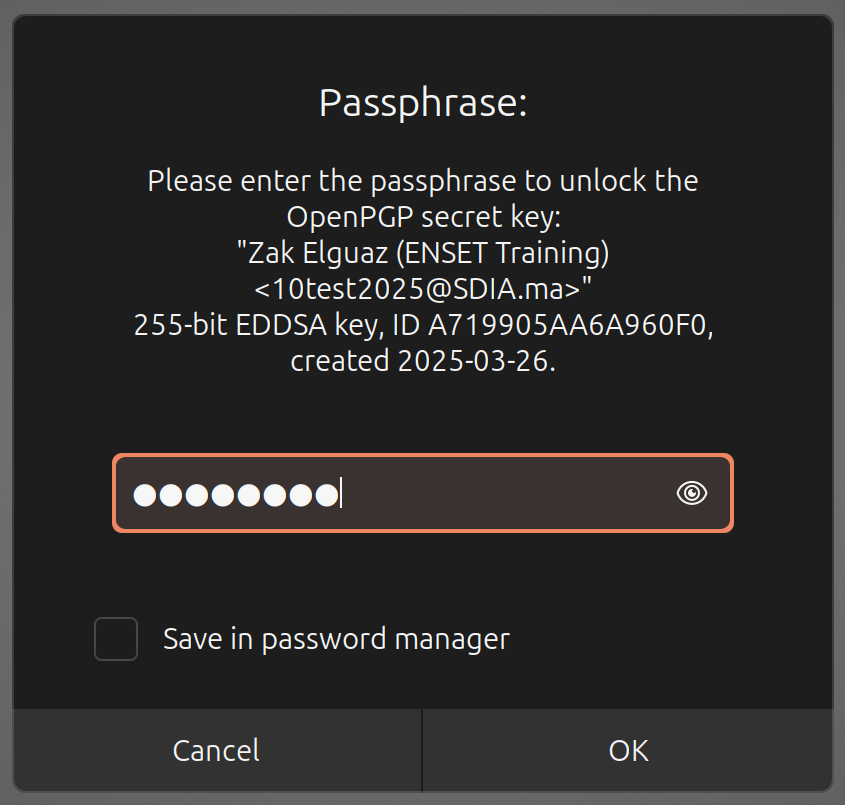 Passphrase:
Please enter the passphrase to unlock the
OpenPGP secret key:
"Zak Elguaz (ENSET Training)
<10test2025@SDIA.ma>"
255-bit EDDSA key, ID A719905AA6A960F0,
created 2025-03-26.
●●●●●●●●
Save in password manager
Cancel
OK